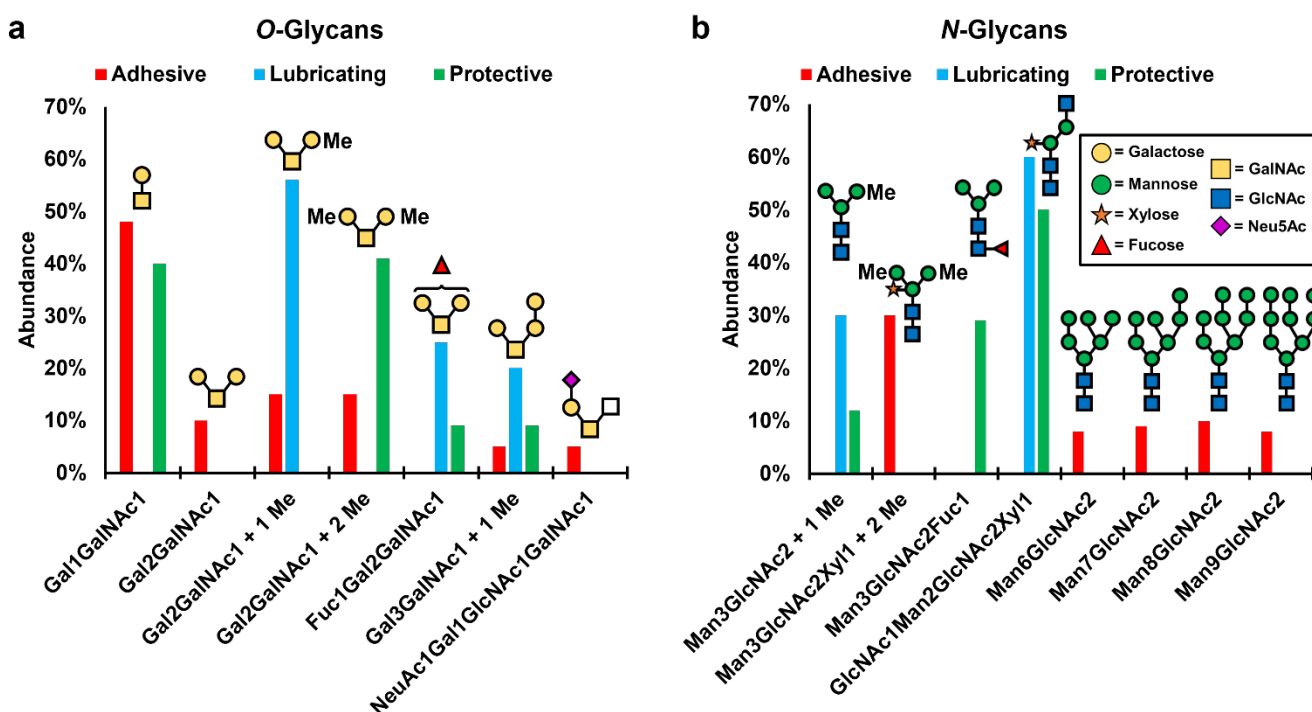 a
O-Glycans
Adhesive Lubricating Protective
70%
60%
50%
40%
30%
20%
10%
0%
Abundance
Me
Me Me
Gal1GalNAc1
Gal2GalNAc1
Gal2GalNAc1 + 1 Me
Gal2GalNAc1 + 2 Me
Fuc1Gal2GalNAc1
Gal3GalNAc1 + 1 Me
NeuAc1Gal1GlcNAc1GalNAc1
b
N-Glycans
Adhesive Lubricating Protective
70%
60%
50%
40%
30%
20%
10%
0%
Abundance
Me
Me Me
= Galactose
= Mannose
= Xylose
= Fucose
= GalNAc
= GlcNAc
= Neu5Ac
Man3GlcNAc2 + 1 Me
Man3GlcNAc2Xyl1 + 2 Me
Man3GlcNAc2Fuc1
GlcNAc1Man2GlcNAc2Xyl1
Man6GlcNAc2
Man7GlcNAc2
Man8GlcNAc2
Man9GlcNAc2